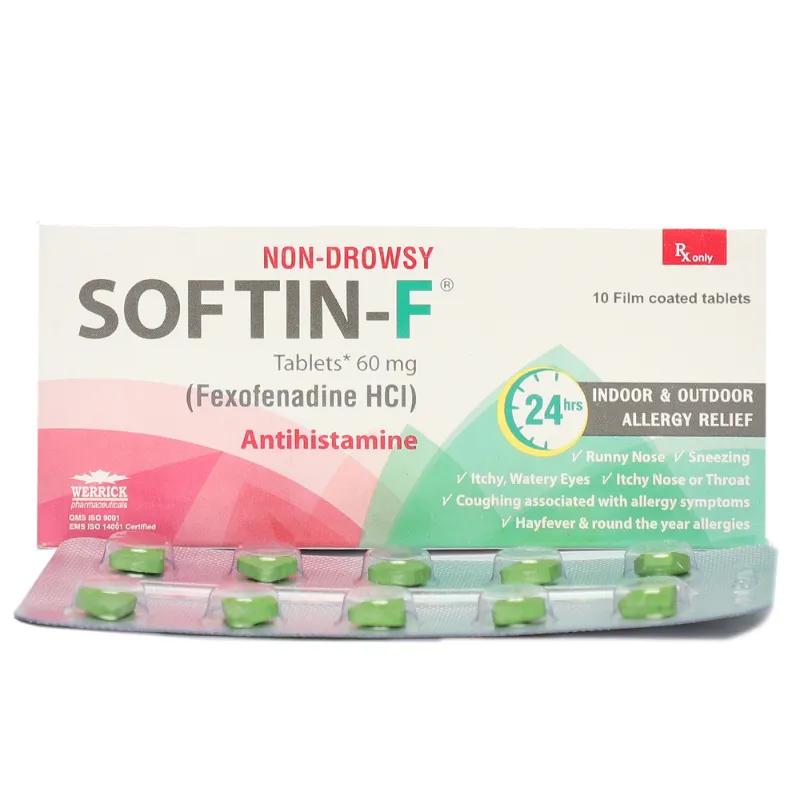 NON-DROWSY
SOFTIN-F®
Tablets* 60 mg
(Fexofenadine HCl)
Antihistamine
Rx only
10 Film coated tablets
24hrs
INDOOR & OUTDOOR
ALLERGY RELIEF
√ Runny Nose √ Sneezing
√ Itchy, Watery Eyes √ Itchy Nose or Throat
√ Coughing associated with allergy symptoms
√ Hayfever & round the year allergies
WERRICK
pharmaceuticals
QMS ISO 9001
EMS ISO 14001 Certified